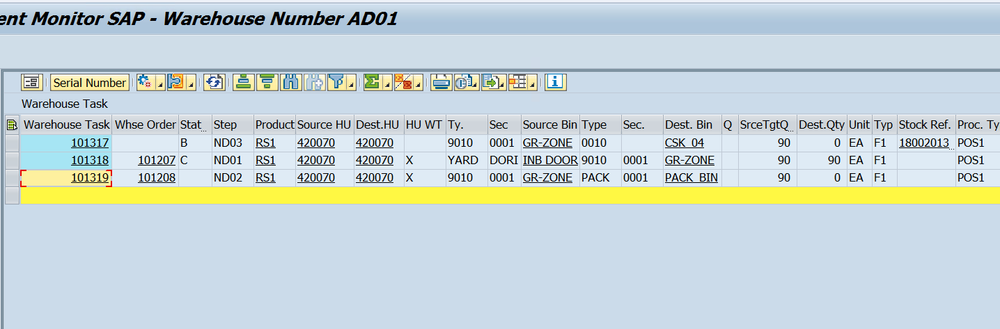 ent Monitor SAP - Warehouse Number AD01
Serial Number
Warehouse Task
Warehouse Task Whse Order Stat.. Step Product Source HU Dest.HU HU WT Ty. Sec Source Bin Type Sec. Dest. Bin Q SrceTgtQ.. Dest.Qty Unit Typ Stock Ref. Proc. Ty
101317 B ND03 RS1 420070 420070 9010 0001 GR-ZONE 0010 CSK_04 90 0 EA F1 18002013.. POS1
101318 101207 C ND01 RS1 420070 420070 X YARD DORI INB DOOR 9010 0001 GR-ZONE 90 90 EA F1 POS1
101319 101208 ND02 RS1 420070 420070 X 9010 0001 GR-ZONE PACK 0001 PACK_BIN 90 0 EA F1 POS1